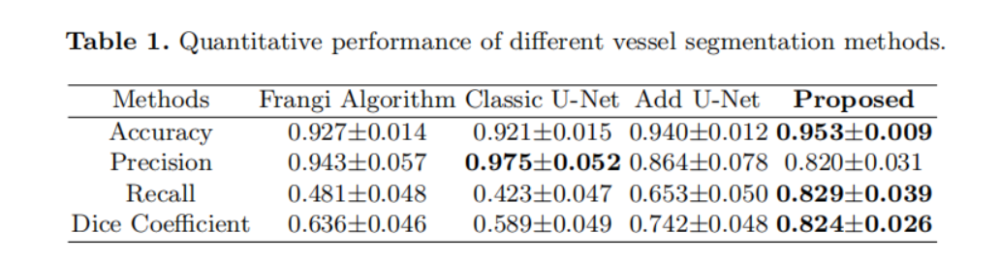 Table 1. Quantitative performance of different vessel segmentation methods.
Methods Frangi Algorithm Classic U-Net Add U-Net Proposed
Accuracy 0.927±0.014 0.921±0.015 0.940±0.012 0.953±0.009
Precision 0.943±0.057 0.975±0.052 0.864±0.078 0.820±0.031
Recall 0.481±0.048 0.423±0.047 0.653±0.050 0.829±0.039
Dice Coefficient 0.636±0.046 0.589±0.049 0.742±0.048 0.824±0.026